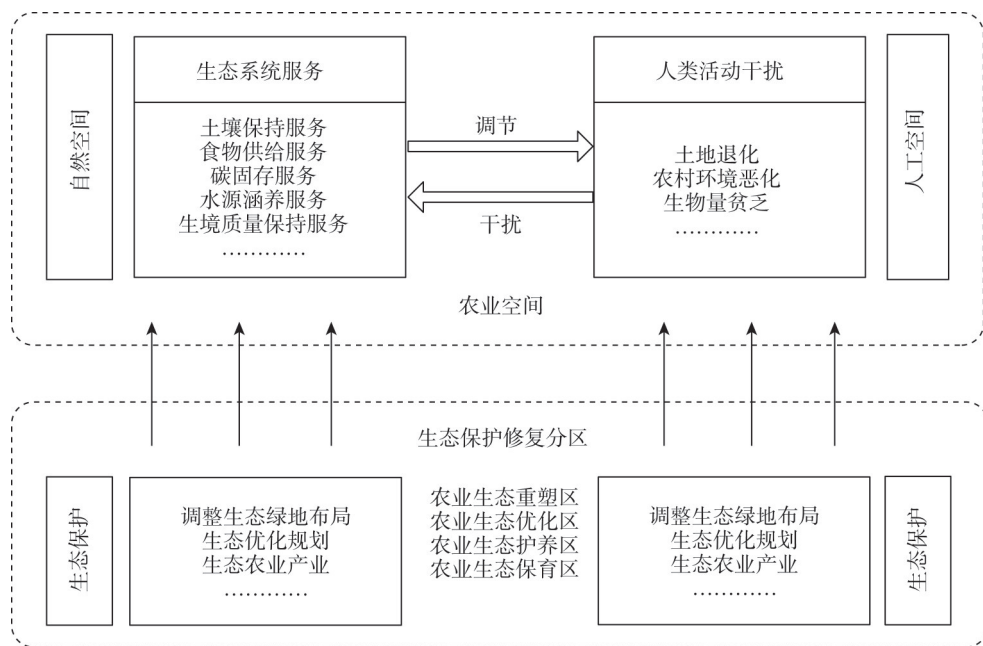 自然空间
生态系统服务
土壤保持服务
食物供给服务
碳固存服务
水源涵养服务
生境质量保持服务
…………
调节
干扰
人类活动干扰
土地退化
农村环境恶化
生物量贫乏
…………
人工空间
农业空间
生态保护修复分区
生态保护
调整生态绿地布局
生态优化规划
生态农业产业
…………
农业生态重塑区
农业生态优化区
农业生态护养区
农业生态保育区
调整生态绿地布局
生态优化规划
生态农业产业
…………
生态保护